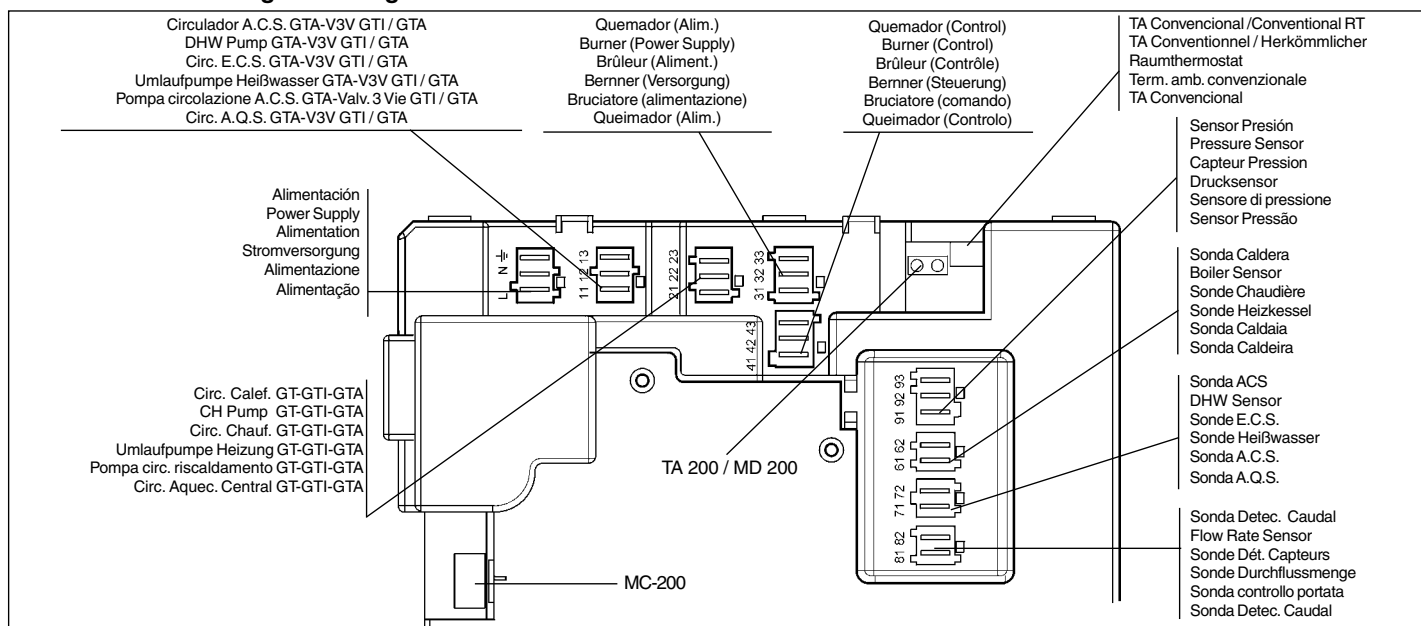 Circulador A.C.S. GTA-V3V GTI / GTA
DHW Pump GTA-V3V GTI / GTA
Circ. E.C.S. GTA-V3V GTI / GTA
Umlaufpumpe Heißwasser GTA-V3V GTI / GTA
Pompa circolazione A.C.S. GTA-Valv. 3 Vie GTI / GTA
Circ. A.Q.S. GTA-V3V GTI / GTA
Quemador (Alim.)
Burner (Power Supply)
Brûleur (Aliment.)
Bernner (Versorgung)
Bruciatore (alimentazione)
Queimador (Alim.)
Quemador (Control)
Burner (Control)
Brûleur (Contrôle)
Bernner (Steuerung)
Bruciatore (comando)
Queimador (Controlo)
TA Convencional /Conventional RT
TA Conventionnel / Herkömmlicher
Raumthermostat
Term. amb. convenzionale
TA Convencional
Sensor Presión
Pressure Sensor
Capteur Pression
Drucksensor
Sensore di pressione
Sensor Pressão
Alimentación
Power Supply
Alimentation
Stromversorgung
Alimentazione
Alimentação
L N
11 12 13
21 22 23
31 32 33
41 42 43
Sonda Caldera
Boiler Sensor
Sonde Chaudière
Sonde Heizkessel
Sonda Caldaia
Sonda Caldeira
91 92 93
61 62
71 72
81 82
Circ. Calef. GT-GTI-GTA
CH Pump GT-GTI-GTA
Circ. Chauf. GT-GTI-GTA
Umlaufpumpe Heizung GT-GTI-GTA
Pompa circ. riscaldamento GT-GTI-GTA
Circ. Aquec. Central GT-GTI-GTA
TA 200 / MD 200
Sonda ACS
DHW Sensor
Sonde E.C.S.
Sonde Heißwasser
Sonda A.C.S.
Sonda A.Q.S.
MC-200
Sonda Detec. Caudal
Flow Rate Sensor
Sonde Dét. Capteurs
Sonde Durchflussmenge
Sonda controllo portata
Sonda Detec. Caudal